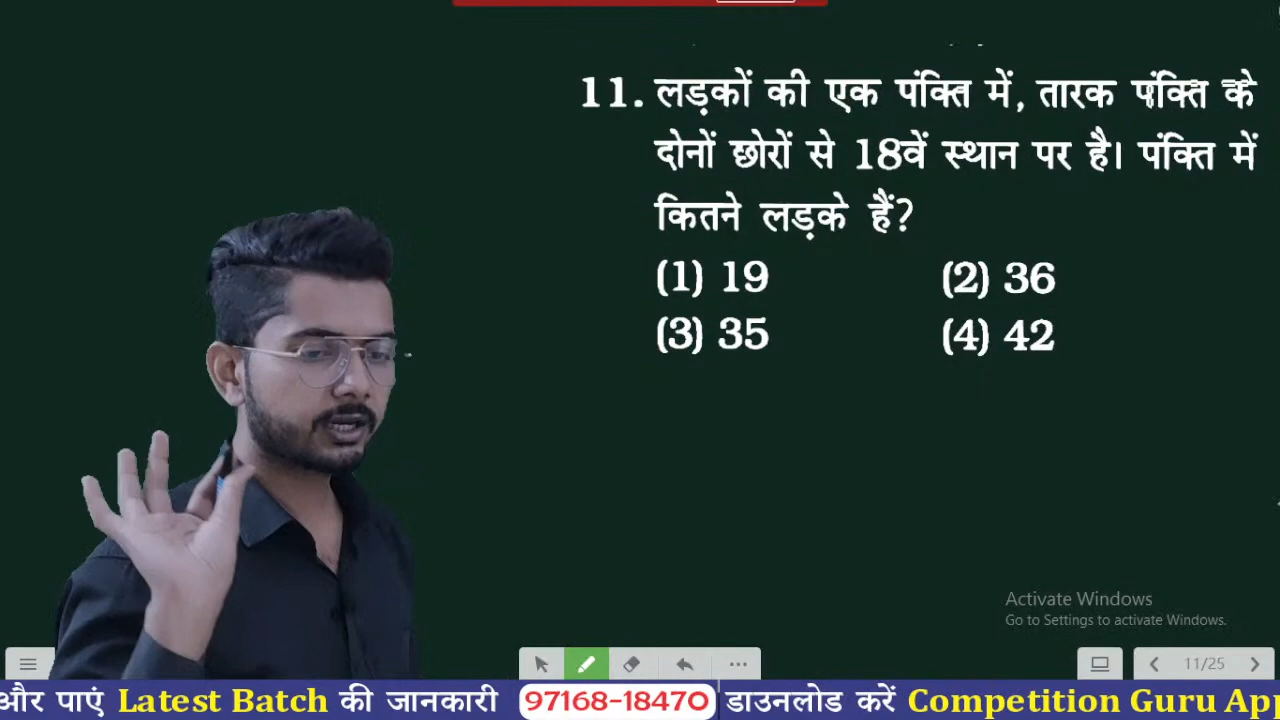 11. लड़कों की एक पंक्ति में, तारक पंक्ति के
दोनों छोरों से 18वें स्थान पर है। पंक्ति में
कितने लड़के हैं?
(1) 19 (2) 36
(3) 35 (4) 42
Activate Windows
Go to Settings to activate Windows.
11/25
और पाएं Latest Batch की जानकारी 97168-18470 डाउनलोड करें Competition Guru App